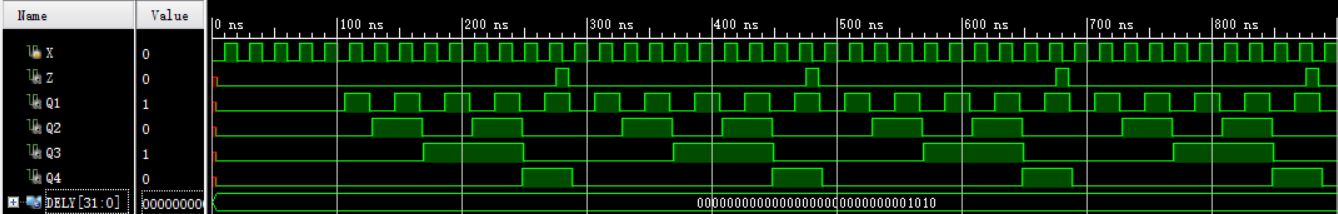 Name Value 0 ns 100 ns 200 ns 300 ns 400 ns 500 ns 600 ns 700 ns 800 ns
X 0
Z 0
Q1 1
Q2 0
Q3 1
Q4 0
DELY[31:0] 00000000 00000000000000000000000000001010